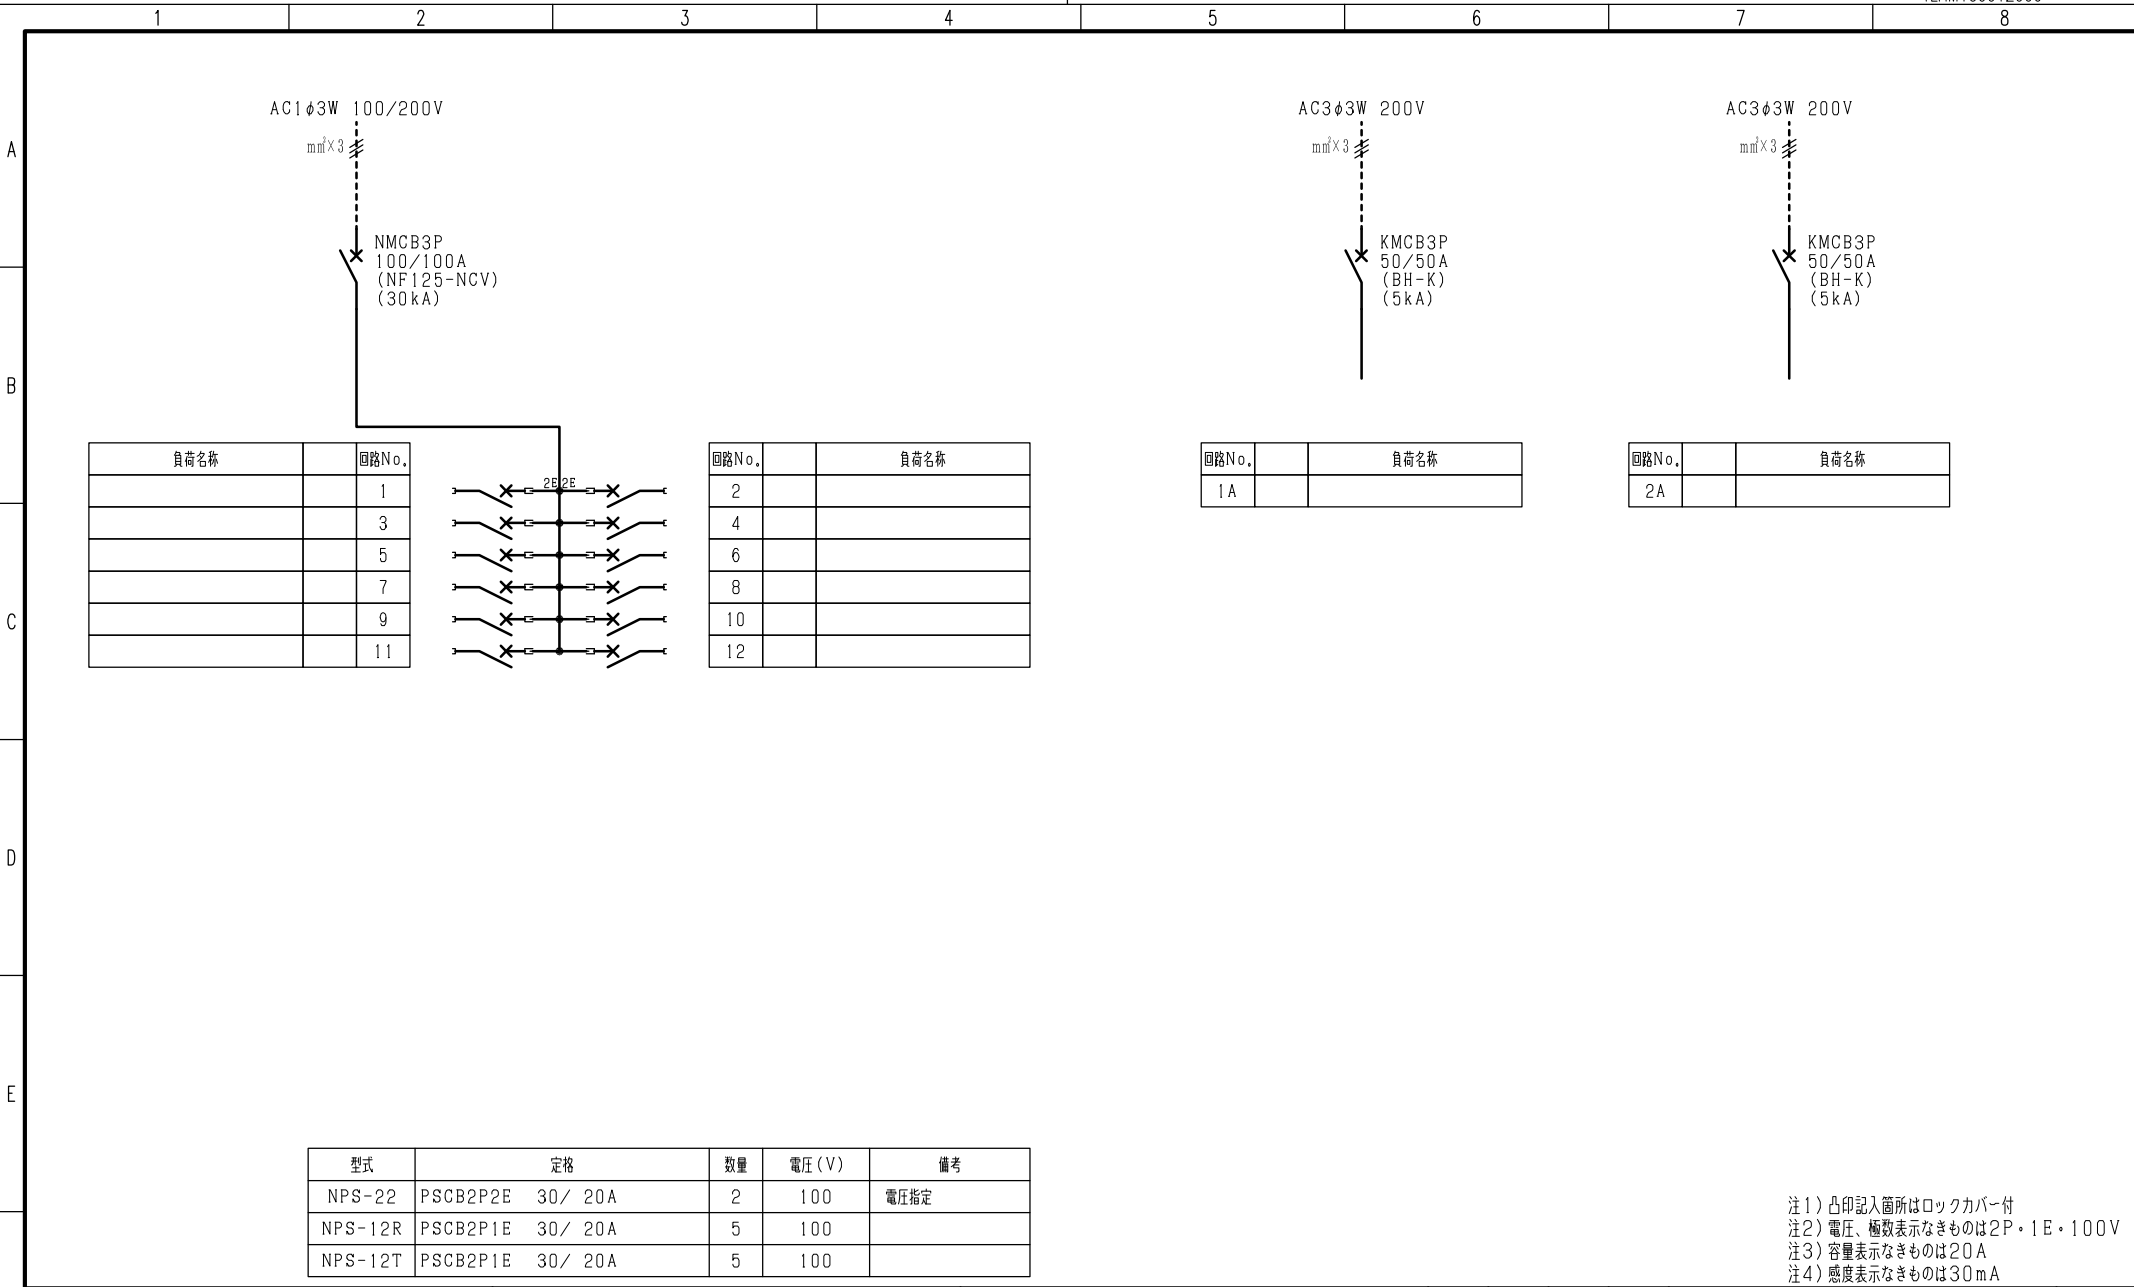 1 2 3 4 5 6 7 8
A
B
C
D
E
AC1φ3W 100/200V
mm²×3
NMCB3P
100/100A
(NF125-NCV)
(30kA)
AC3φ3W 200V
mm²×3
KMCB3P
50/50A
(BH-K)
(5kA)
AC3φ3W 200V
mm²×3
KMCB3P
50/50A
(BH-K)
(5kA)
負荷名称 回路No.
1
3
5
7
9
11
2E 2E
回路No. 負荷名称
2
4
6
8
10
12
回路No. 負荷名称
1A
回路No. 負荷名称
2A
型式 定格 数量 電圧(V) 備考
NPS-22 PSCB2P2E 30/ 20A 2 100 電圧指定
NPS-12R PSCB2P1E 30/ 20A 5 100
NPS-12T PSCB2P1E 30/ 20A 5 100
注1)凸印記入箇所はロックカバー付
注2)電圧、極数表示なきものは2P・1E・100V
注3)容量表示なきものは20A
注4)感度表示なきものは30mA